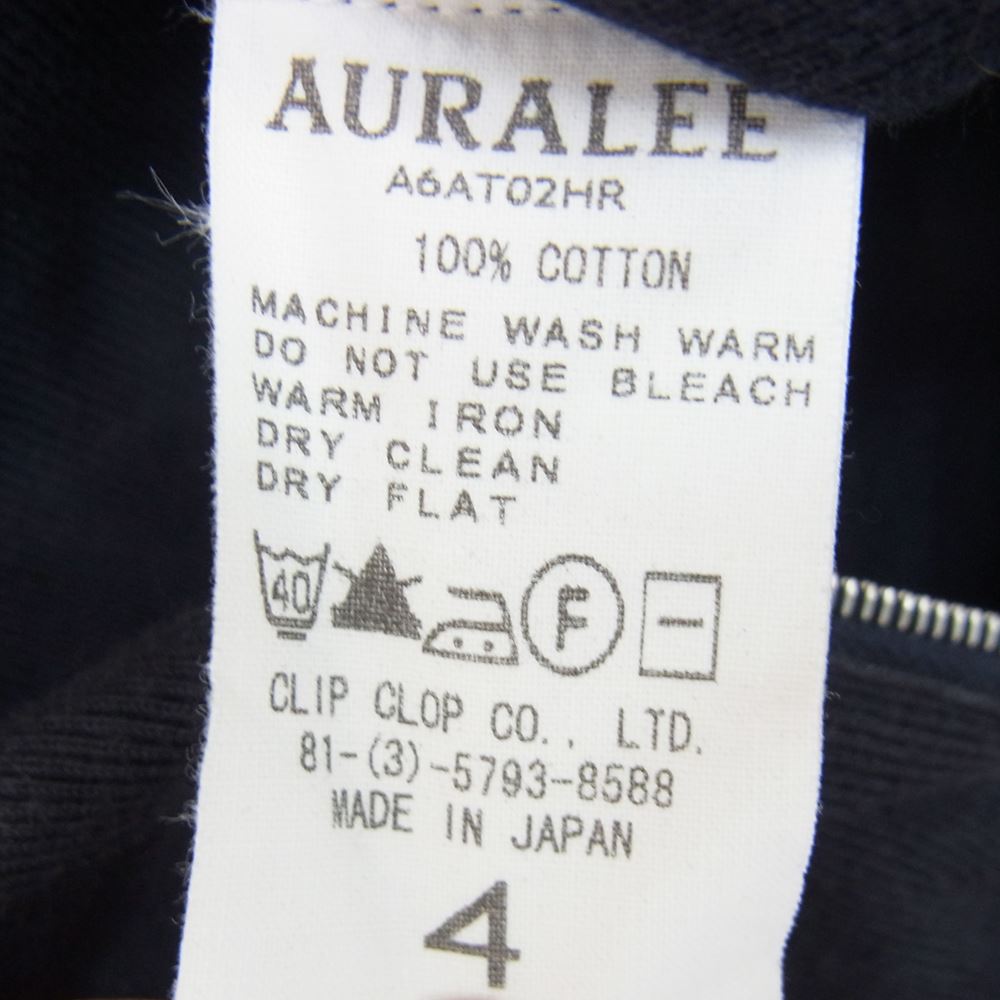 AURALEE
A6AT02HR
100% COTTON
MACHINE WASH WARM
DO NOT USE BLEACH
WARM IRON
DRY CLEAN
DRY FLAT
40 F
CLIP CLOP CO., LTD.
81-(3)-5793-8588
MADE IN JAPAN
4